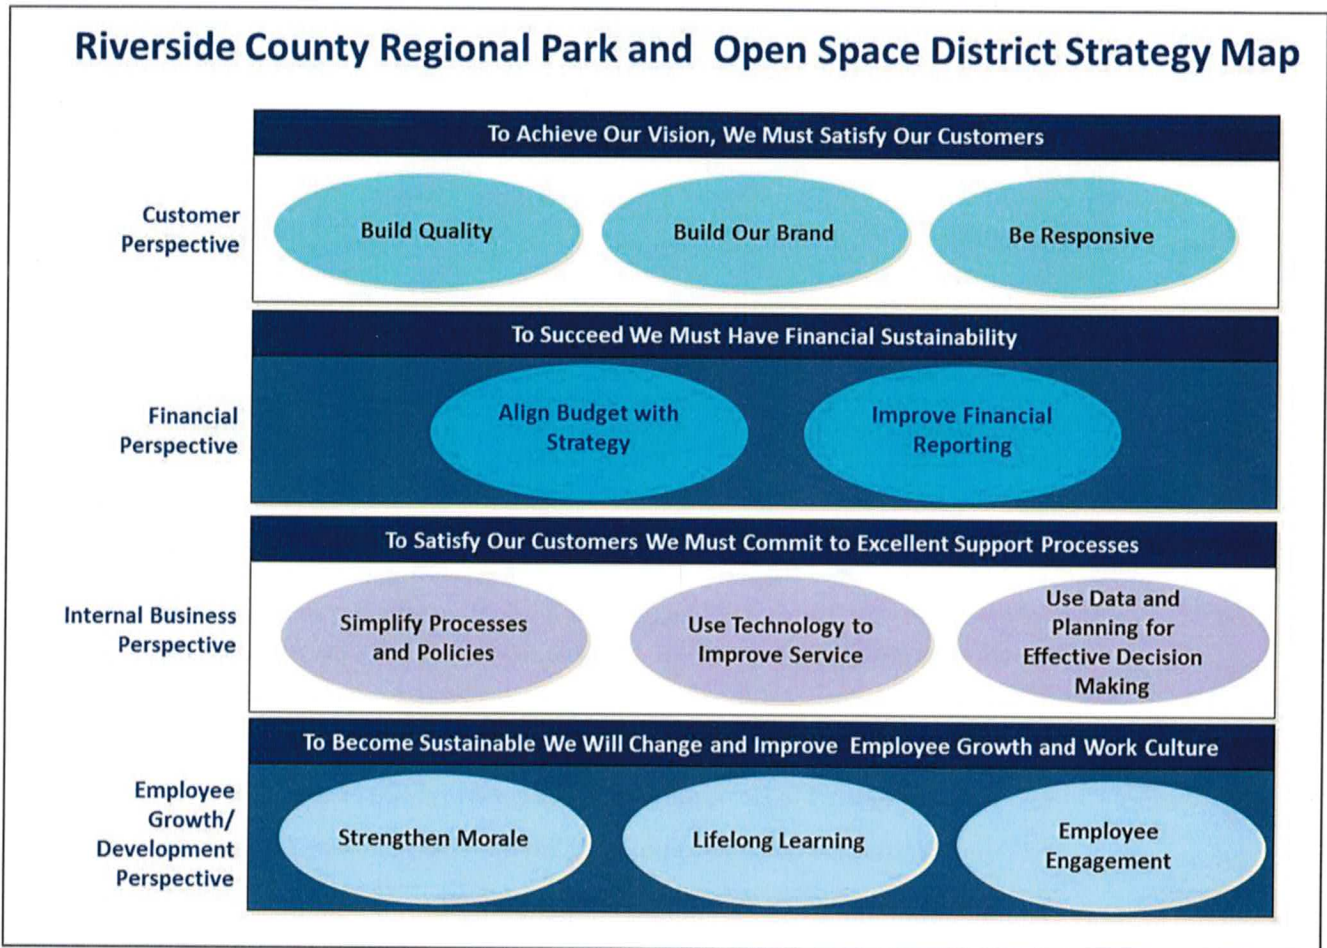 Riverside County Regional Park and Open Space District Strategy Map
To Achieve Our Vision, We Must Satisfy Our Customers
Customer
Perspective
Build Quality
Build Our Brand
Be Responsive
To Succeed We Must Have Financial Sustainability
Financial
Perspective
Align Budget with
Strategy
Improve Financial
Reporting
To Satisfy Our Customers We Must Commit to Excellent Support Processes
Internal Business
Perspective
Simplify Processes
and Policies
Use Technology to
Improve Service
Use Data and
Planning for
Effective Decision
Making
To Become Sustainable We Will Change and Improve Employee Growth and Work Culture
Employee
Growth/
Development
Perspective
Strengthen Morale
Lifelong Learning
Employee
Engagement